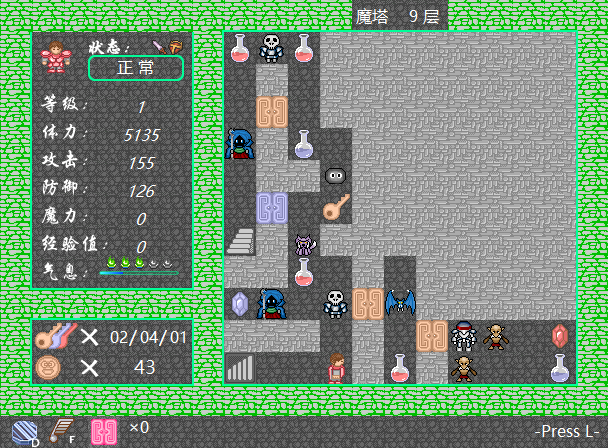 魔塔 9 层
状态:
正常
等级: 1
体力: 5135
攻击: 155
防御: 126
魔力: 0
经验值: 0
气息:
× 02/04/01
× 43
D F ×0 -Press L-